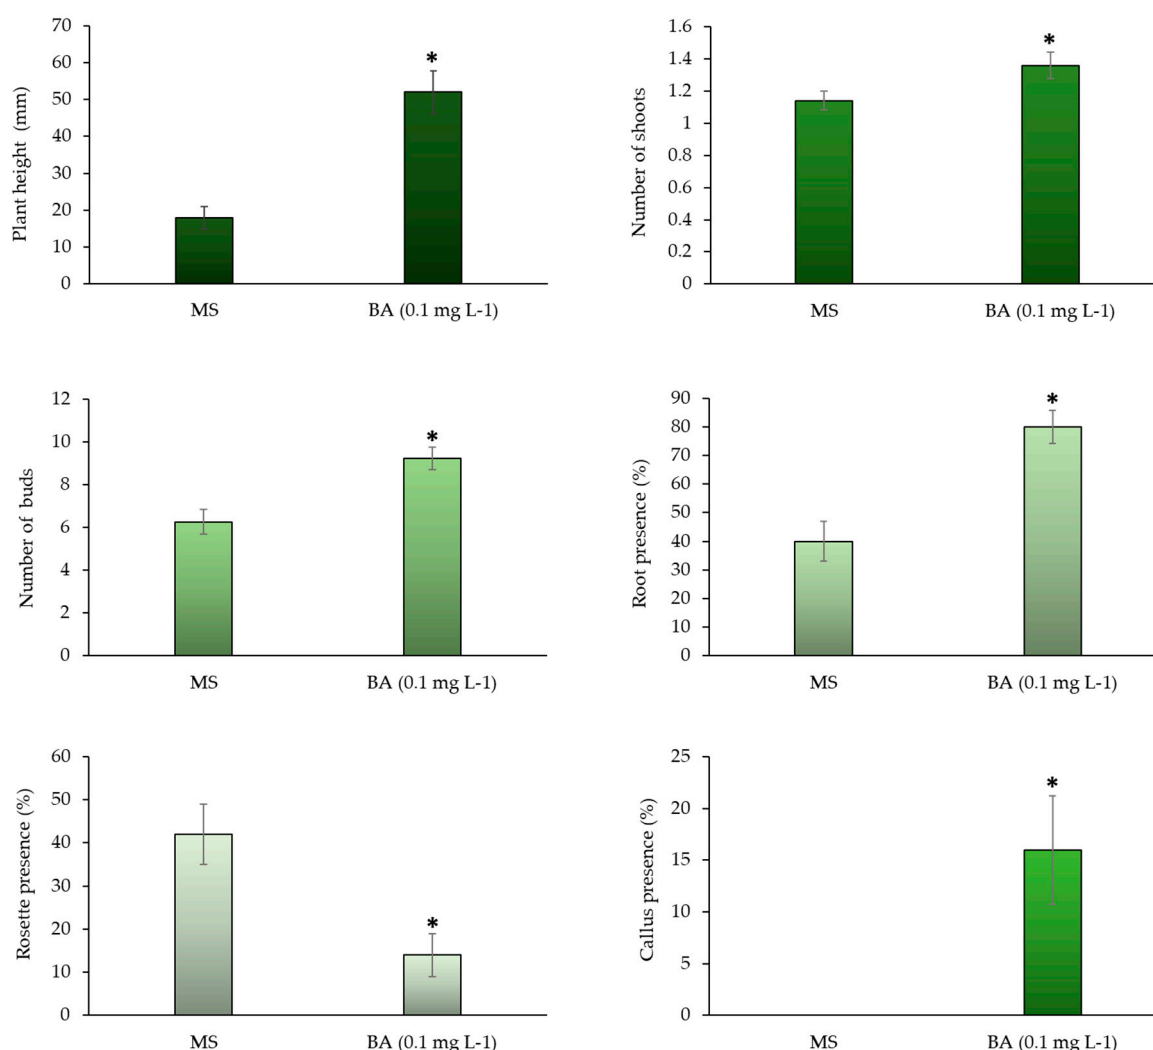 70
60
50
40
30
20
10
0
Plant height (mm)
*
MS
BA (0.1 mg L-1)
1.6
1.4
1.2
1
0.8
0.6
0.4
0.2
0
Number of shoots
*
MS
BA (0.1 mg L-1)
12
10
8
6
4
2
0
Number of buds
*
MS
BA (0.1 mg L-1)
90
80
70
60
50
40
30
20
10
0
Root presence (%)
*
MS
BA (0.1 mg L-1)
60
50
40
30
20
10
0
Rosette presence (%)
*
MS
BA (0.1 mg L-1)
25
20
15
10
5
0
Callus presence (%)
*
MS
BA (0.1 mg L-1)